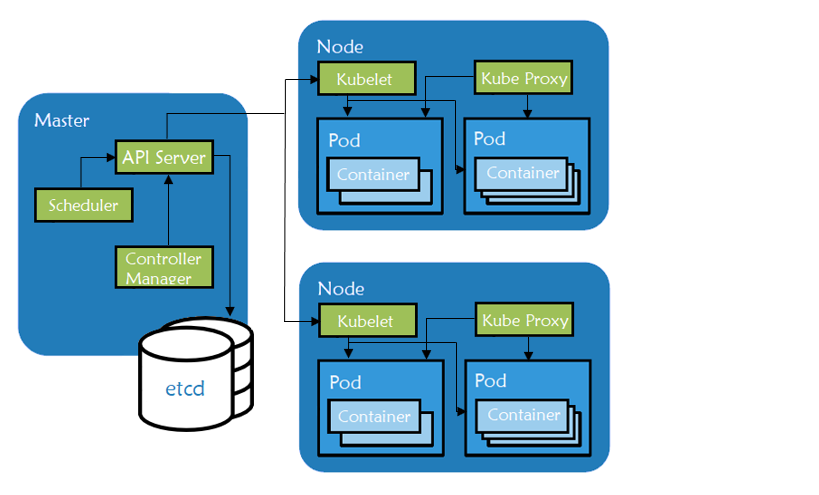 Master
API Server
Scheduler
Controller
Manager
etcd
Node
Kubelet
Kube Proxy
Pod
Container
Pod
Container
Node
Kubelet
Kube Proxy
Pod
Container
Pod
Container